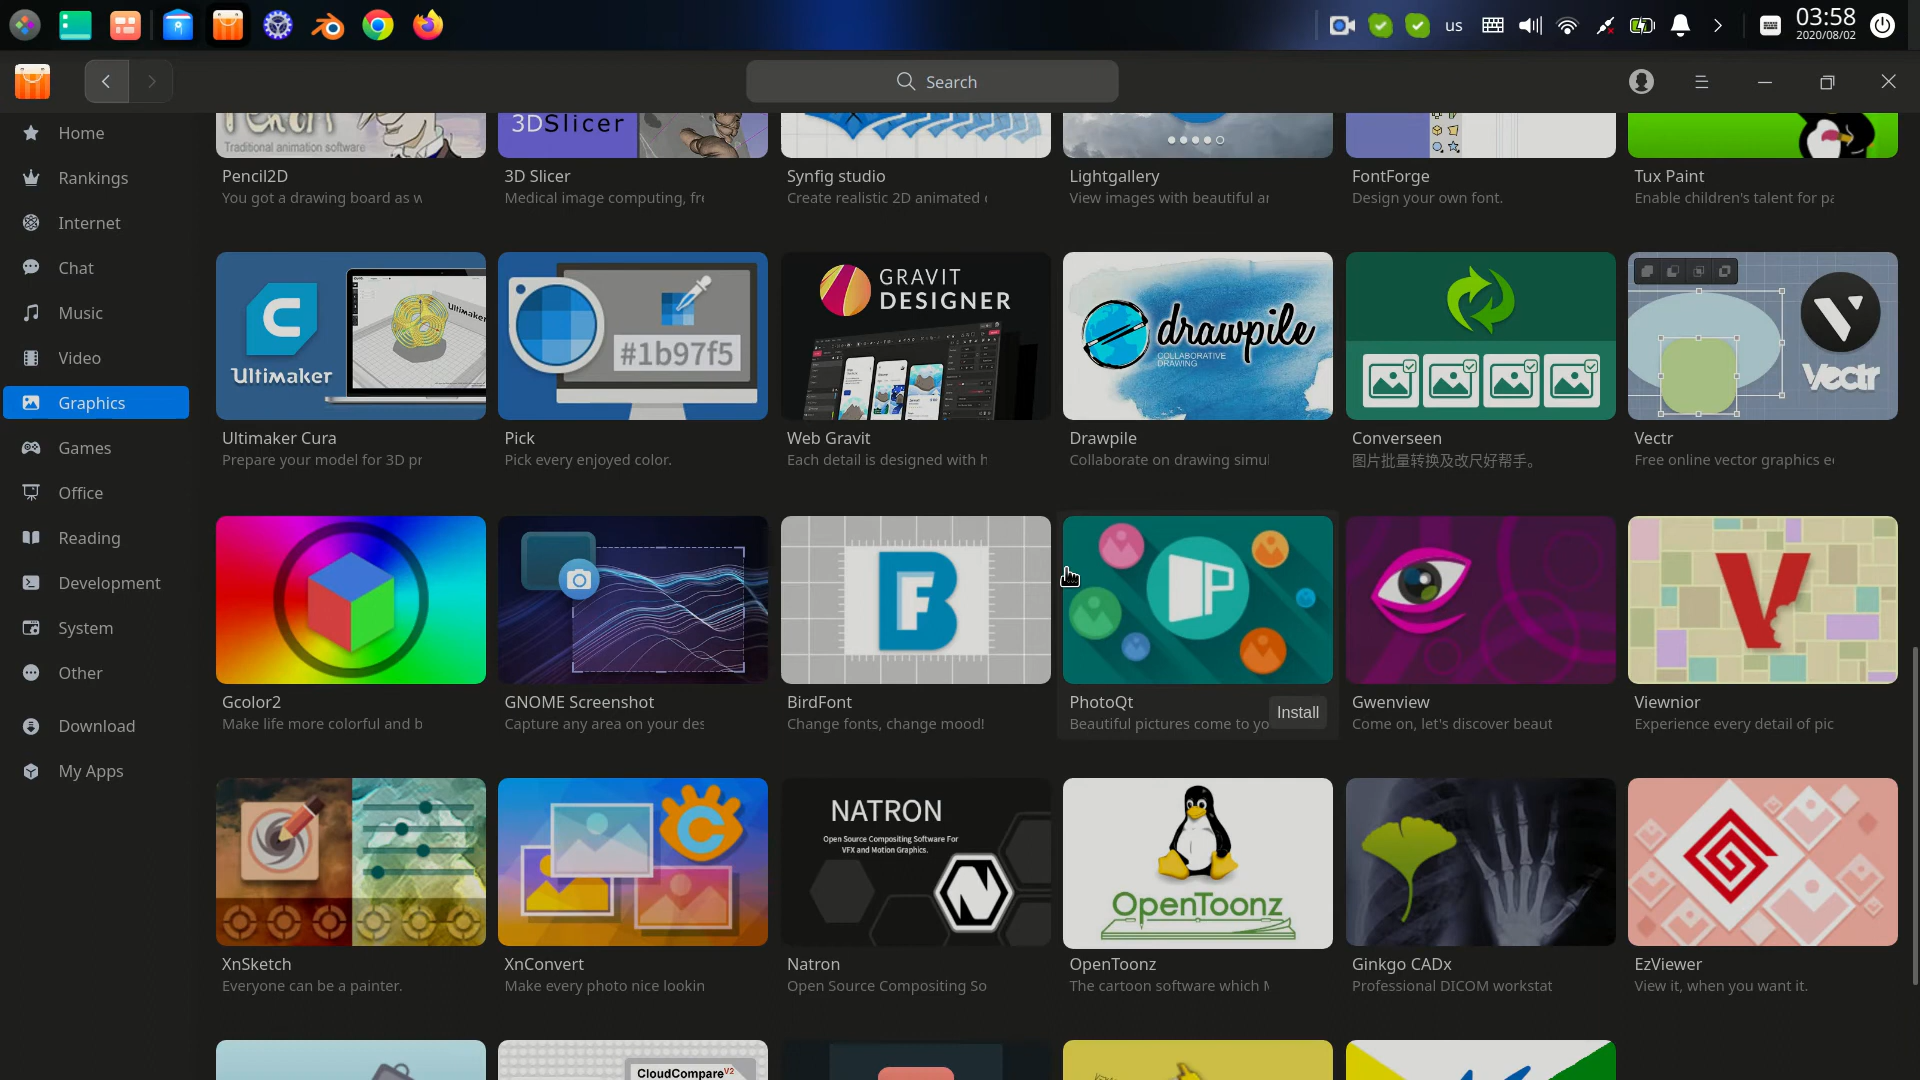 us
03:58
2020/08/02
Search
Home
Rankings
Internet
Chat
Music
Video
Graphics
Games
Office
Reading
Development
System
Other
Download
My Apps
Traditional animation software
3DSlicer
Pencil2D
You got a drawing board as w
3D Slicer
Medical image computing, fre
Synfig studio
Create realistic 2D animated c
Lightgallery
View images with beautiful an
FontForge
Design your own font.
Tux Paint
Enable children's talent for pa
Ultimaker
Ultimaker
#1b97f5
GRAVIT
DESIGNER
drawpile
COLLABORATIVE
DRAWING
Vectr
Ultimaker Cura
Prepare your model for 3D pr
Pick
Pick every enjoyed color.
Web Gravit
Each detail is designed with h
Drawpile
Collaborate on drawing simul
Converseen
图片批量转换及改尺好帮手。
Vectr
Free online vector graphics e
Gcolor2
Make life more colorful and b
GNOME Screenshot
Capture any area on your des
BF
BirdFont
Change fonts, change mood!
P
PhotoQt
Beautiful pictures come to yo
Install
Gwenview
Come on, let's discover beaut
V
Viewnior
Experience every detail of pic
C
NATRON
Open Source Compositing Software For
VFX and Motion Graphics.
N
OpenToonz
XnSketch
Everyone can be a painter.
XnConvert
Make every photo nice lookin
Natron
Open Source Compositing So
OpenToonz
The cartoon software which
Ginkgo CADx
Professional DICOM workstat
EzViewer
View it, when you want it.
CloudCompare V2